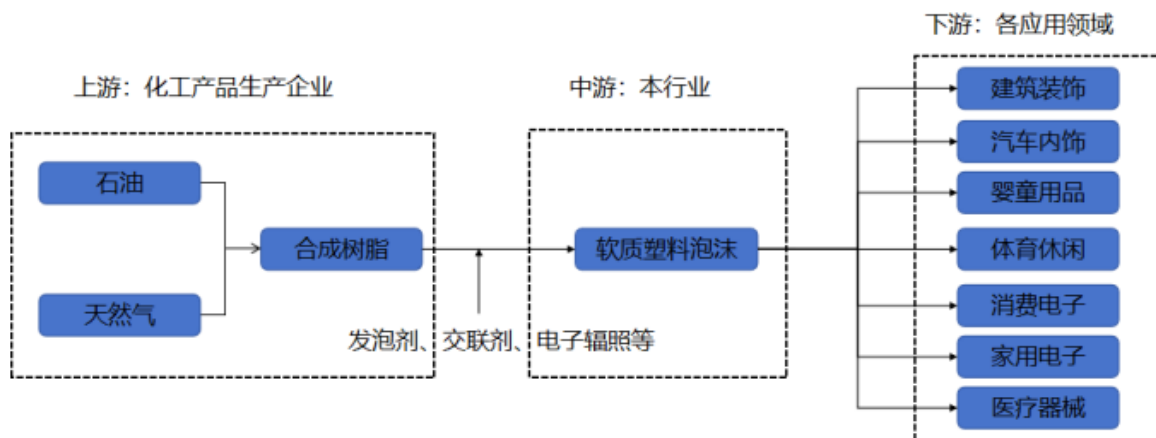 下游：各应用领域
上游：化工产品生产企业
中游：本行业
石油
天然气
合成树脂
发泡剂、交联剂、电子辐照等
软质塑料泡沫
建筑装饰
汽车内饰
婴童用品
体育休闲
消费电子
家用电子
医疗器械